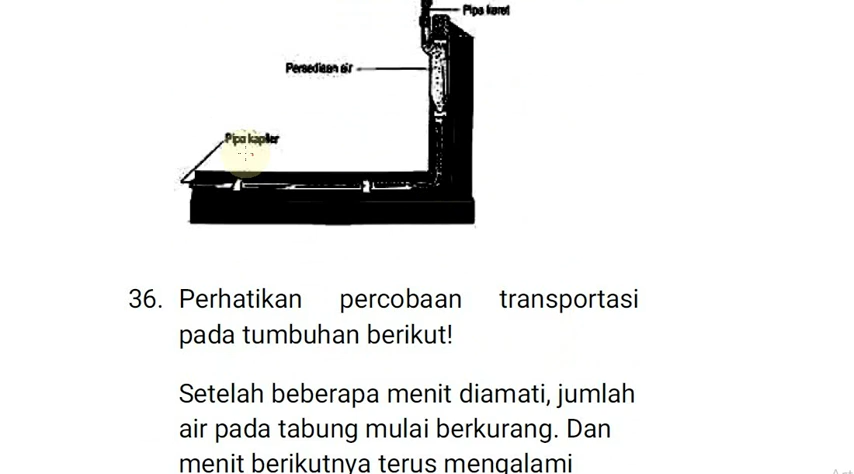 Pipa karet
Persediaan air
Pipa kapiler
36. Perhatikan percobaan transportasi
pada tumbuhan berikut!
Setelah beberapa menit diamati, jumlah
air pada tabung mulai berkurang. Dan
menit berikutnya terus mengalami